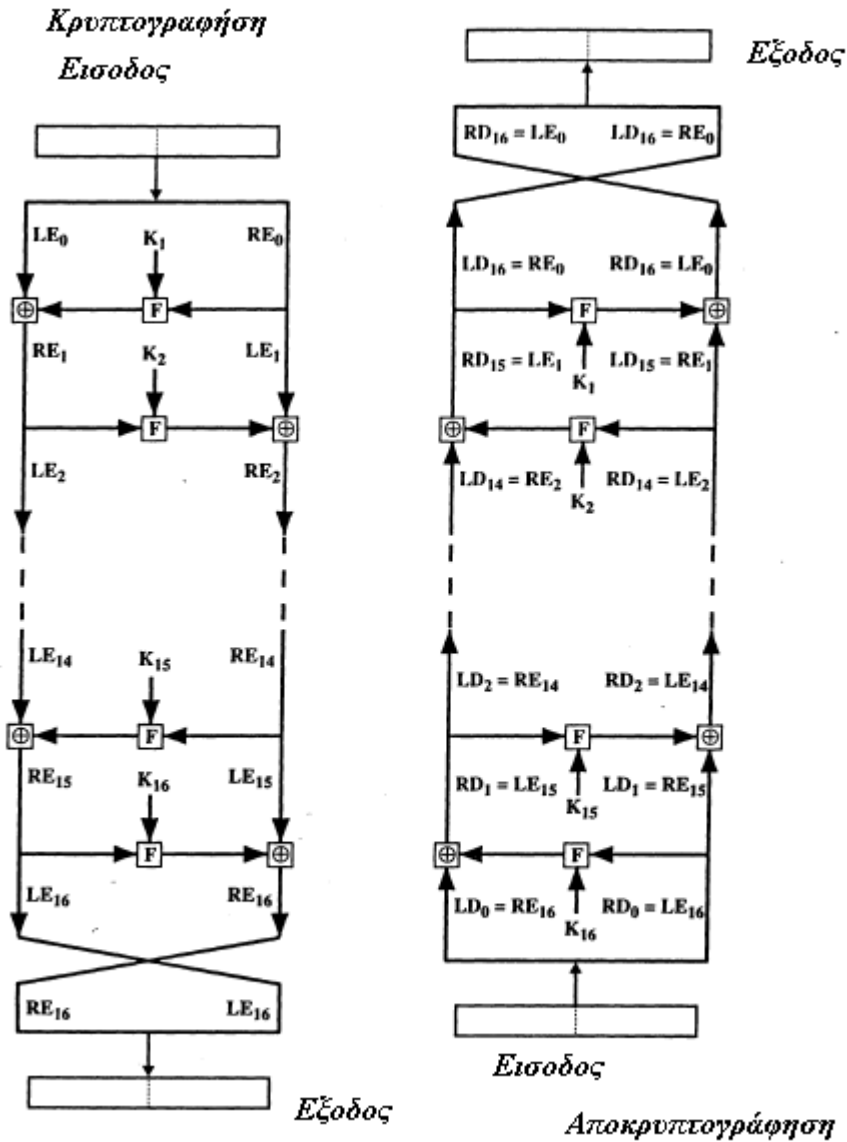 Κρυπτογραφήση
Εισοδος
LE₀
K₁
RE₀
F
RE₁
K₂
LE₁
F
LE₂
RE₂
LE₁₄
K₁₅
RE₁₄
F
RE₁₅
K₁₆
LE₁₅
F
LE₁₆
RE₁₆
RE₁₆
LE₁₆
Εξοδος
Εξοδος
RD₁₆ = LE₀
LD₁₆ = RE₀
LD₁₆ = RE₀
RD₁₆ = LE₀
F
RD₁₅ = LE₁
K₁
LD₁₅ = RE₁
F
LD₁₄ = RE₂
K₂
RD₁₄ = LE₂
LD₂ = RE₁₄
RD₂ = LE₁₄
F
RD₁ = LE₁₅
K₁₅
LD₁ = RE₁₅
F
LD₀ = RE₁₆
K₁₆
RD₀ = LE₁₆
Εισοδος
Αποκρυπτογράφηση